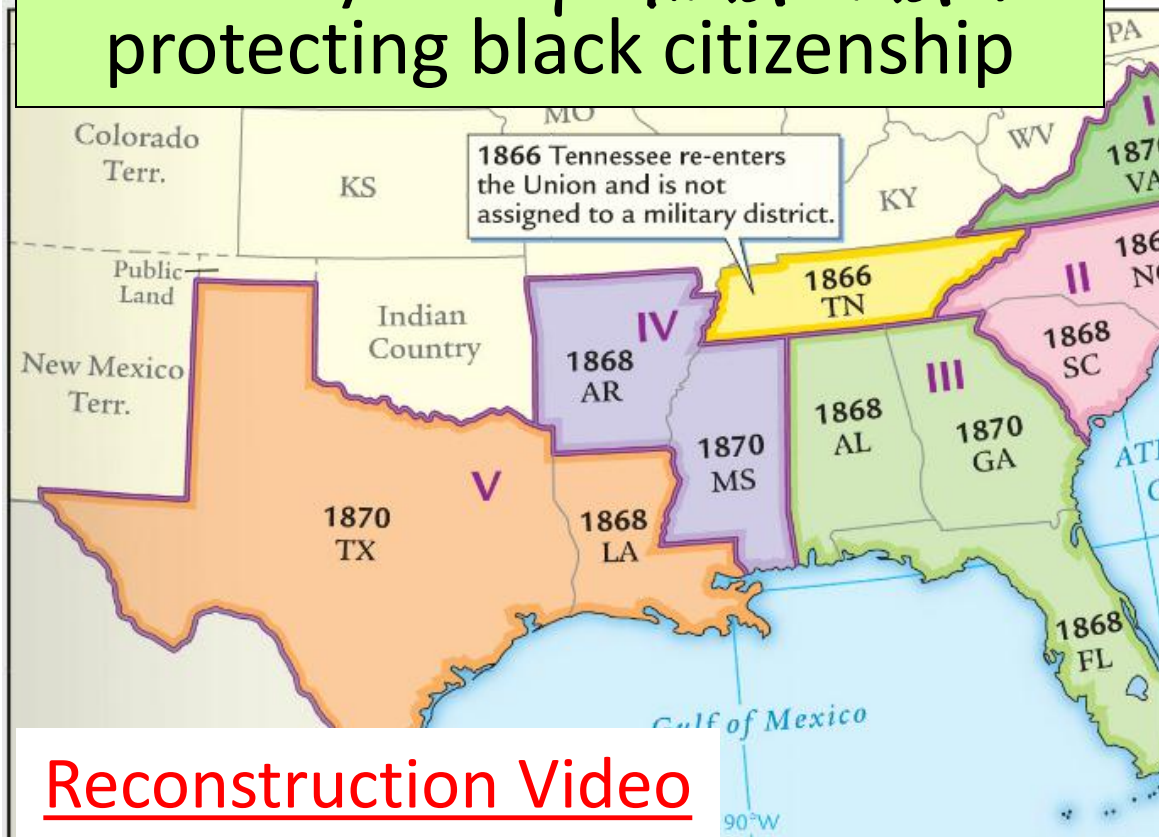 protecting black citizenship
PA
Colorado
Terr.
KS
MO
1866 Tennessee re-enters
the Union and is not
assigned to a military district.
KY
WV
I
1870
VA
Public
Land
Indian
Country
New Mexico
Terr.
1866
TN
II
IV
1868
AR
1868
SC
III
1868
AL
1870
GA
1870
MS
V
1870
TX
1868
LA
1868
FL
Gulf of Mexico
Reconstruction Video
90°W